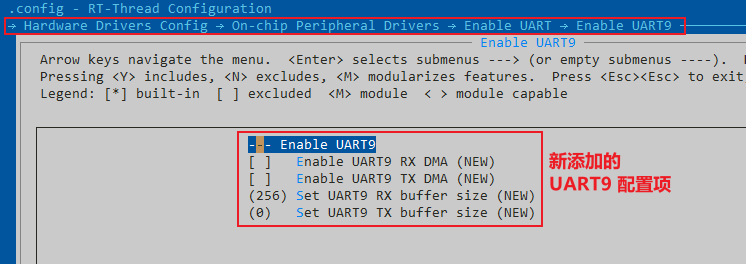 .config - RT-Thread Configuration
→ Hardware Drivers Config → On-chip Peripheral Drivers → Enable UART → Enable UART9
Enable UART9
Arrow keys navigate the menu.  <Enter> selects submenus ---> (or empty submenus ----).
Pressing <Y> includes, <N> excludes, <M> modularizes features.  Press <Esc><Esc> to exit
Legend: [*] built-in  [ ] excluded  <M> module  < > module capable
--- Enable UART9
[ ]   Enable UART9 RX DMA (NEW)
[ ]   Enable UART9 TX DMA (NEW)
(256) Set UART9 RX buffer size (NEW)
(0)   Set UART9 TX buffer size (NEW)
新添加的
UART9 配置项